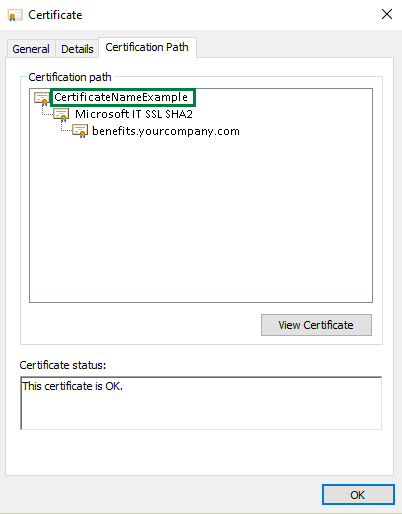 Certificate
General Details Certification Path
Certification path
CertificateNameExample
Microsoft IT SSL SHA2
benefits.yourcompany.com
View Certificate
Certificate status:
This certificate is OK.
OK